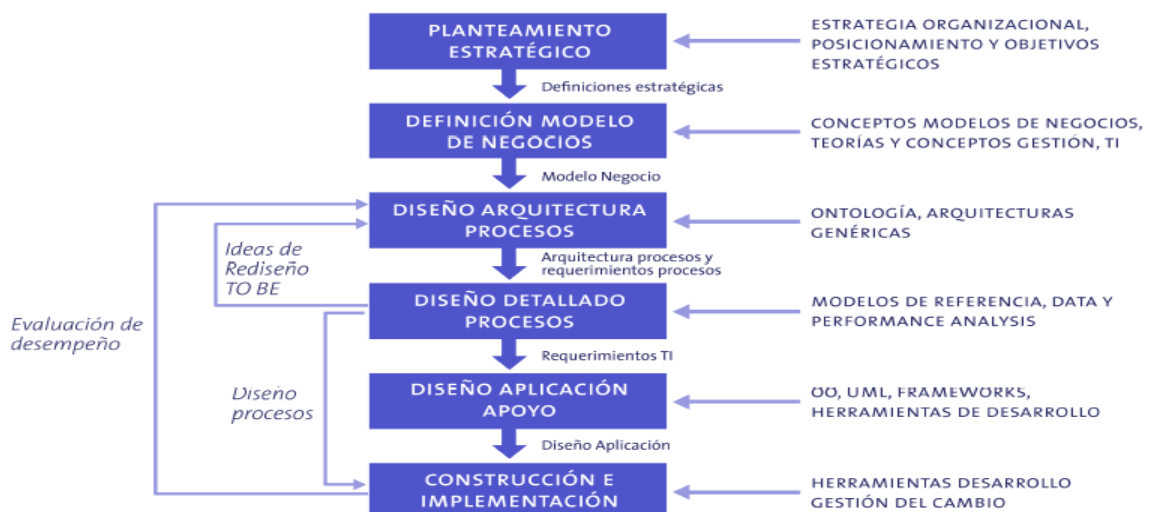 PLANTEAMIENTO
ESTRATÉGICO
ESTRATEGIA ORGANIZACIONAL,
POSICIONAMIENTO Y OBJETIVOS
ESTRATÉGICOS
Definiciones estratégicas
DEFINICIÓN MODELO
DE NEGOCIOS
CONCEPTOS MODELOS DE NEGOCIOS,
TEORÍAS Y CONCEPTOS GESTIÓN, TI
Modelo Negocio
DISEÑO ARQUITECTURA
PROCESOS
ONTOLOGÍA, ARQUITECTURAS
GENÉRICAS
Ideas de
Rediseño
TO BE
Arquitectura procesos y
requerimientos procesos
DISEÑO DETALLADO
PROCESOS
MODELOS DE REFERENCIA, DATA Y
PERFORMANCE ANALYSIS
Evaluación de
desempeño
Requerimientos TI
Diseño
procesos
DISEÑO APLICACIÓN
APOYO
OO, UML, FRAMEWORKS,
HERRAMIENTAS DE DESARROLLO
Diseño Aplicación
CONSTRUCCIÓN E
IMPLEMENTACIÓN
HERRAMIENTAS DESARROLLO
GESTIÓN DEL CAMBIO